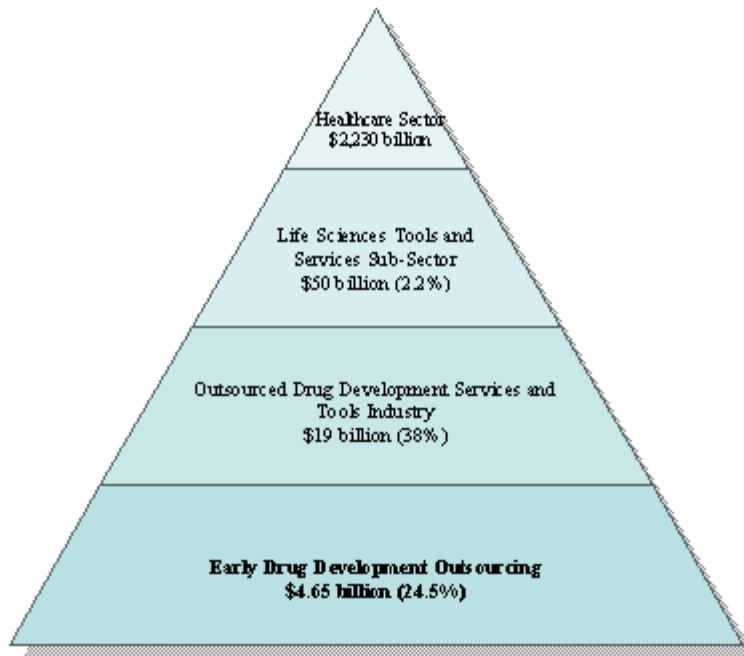 Healthcare Sector
$2,230 billion
Life Sciences Tools and
Services Sub-Sector
$50 billion (2.2%)
Outsourced Drug Development Services and
Tools Industry
$19 billion (38%)
Early Drug Development Outsourcing
$4.65 billion (24.5%)